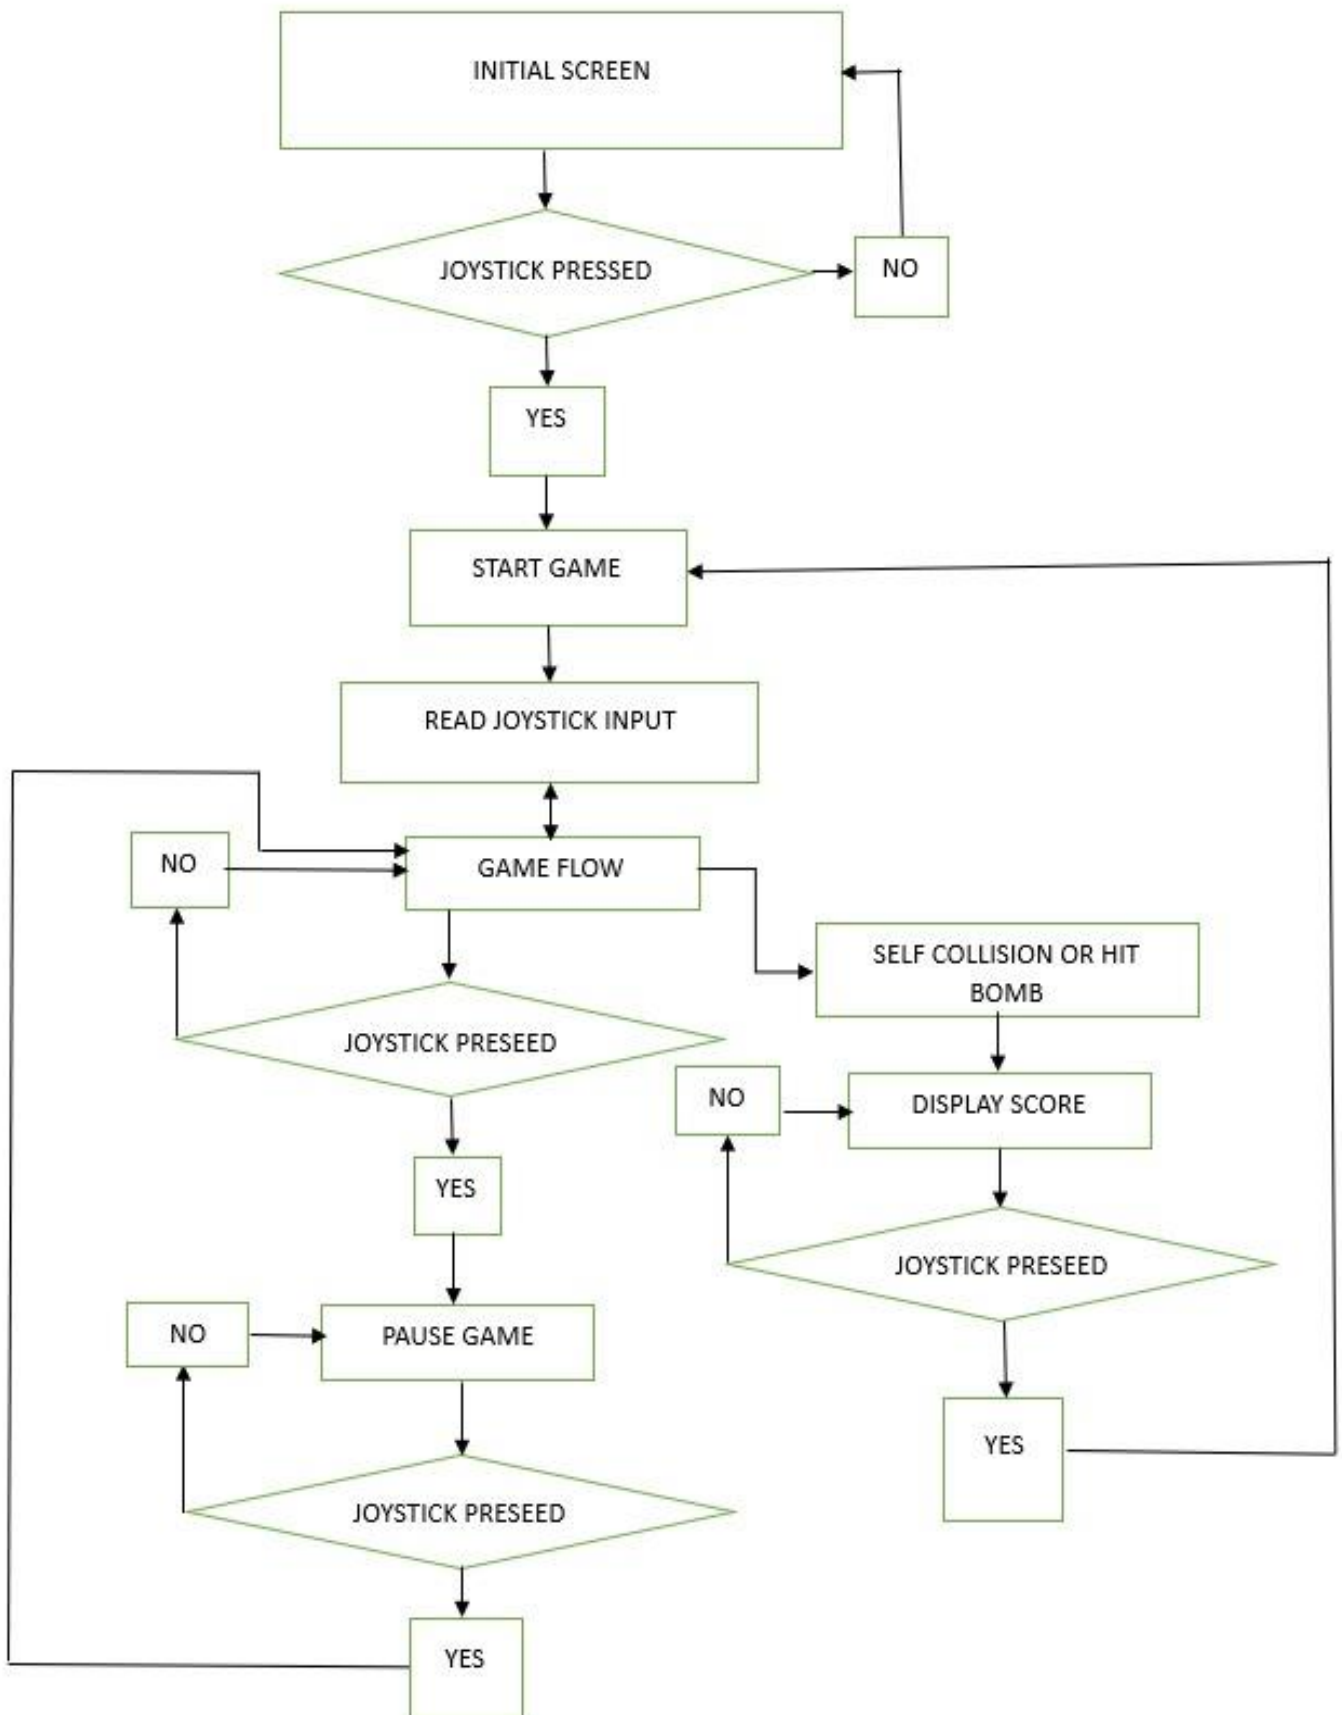 INITIAL SCREEN
JOYSTICK PRESSED
NO
YES
START GAME
READ JOYSTICK INPUT
NO
GAME FLOW
SELF COLLISION OR HIT
BOMB
JOYSTICK PRESEED
NO
DISPLAY SCORE
YES
JOYSTICK PRESEED
NO
PAUSE GAME
YES
JOYSTICK PRESEED
YES